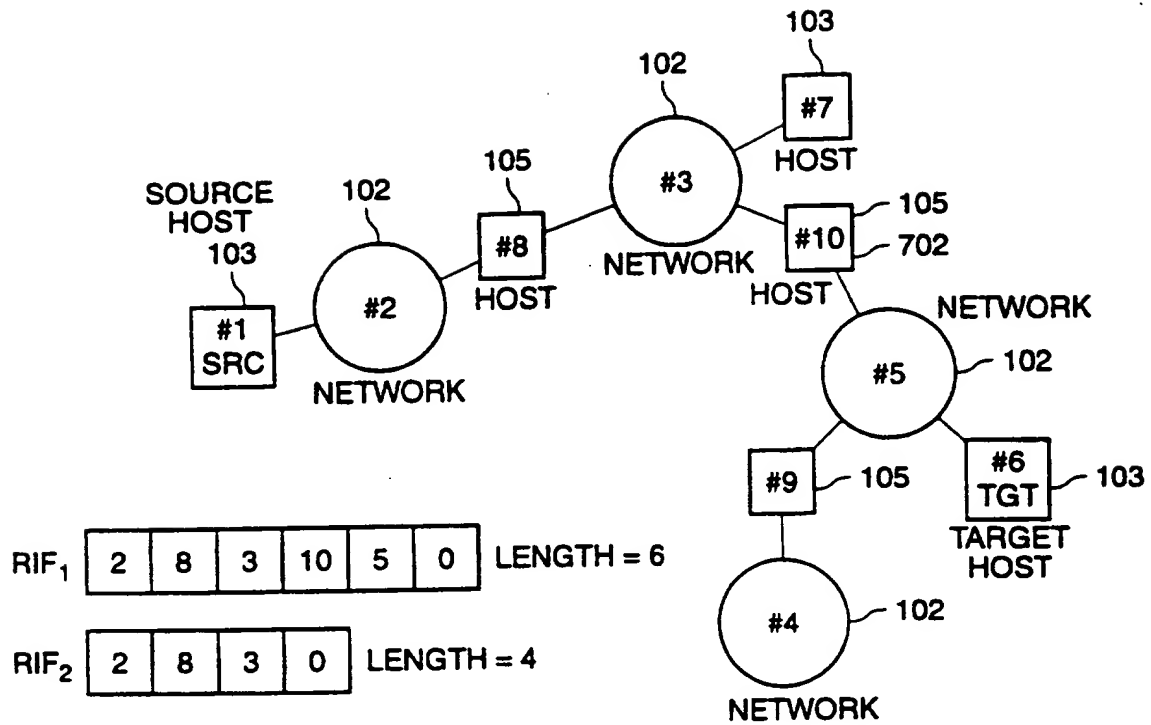 103
102
#7
HOST
105
#3
SOURCE
HOST
102
103
#8
HOST
NETWORK
#10
105
702
HOST
#1
SRC
#2
NETWORK
NETWORK
#5
102
#9
105
#6
TGT
103
TARGET
HOST
RIF1 2 8 3 10 5 0 LENGTH = 6
#4
102
RIF2 2 8 3 0 LENGTH = 4
NETWORK